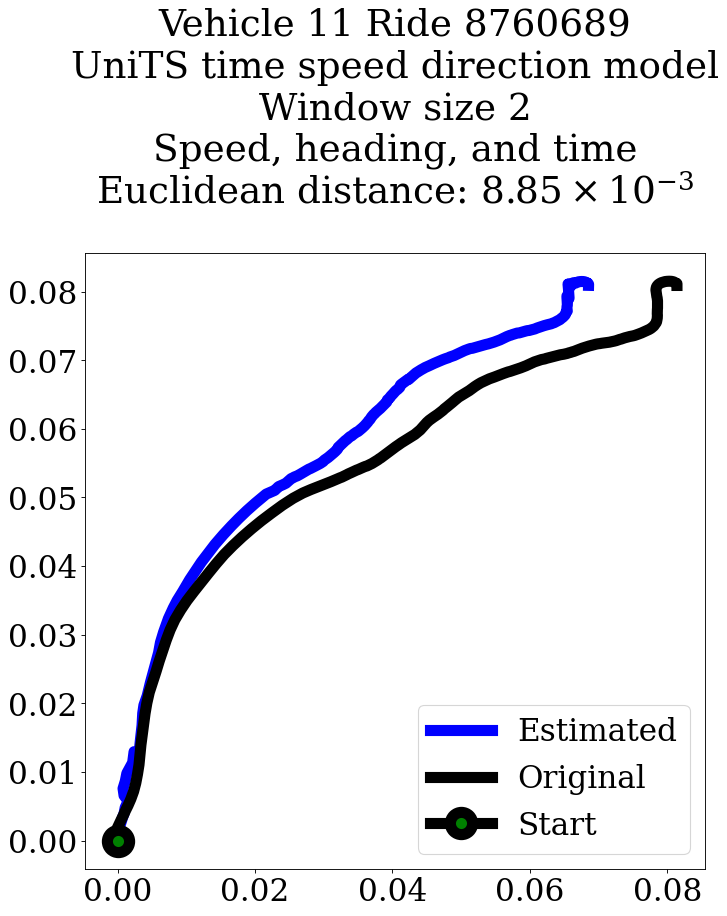 Vehicle 11 Ride 8760689
UniTS time speed direction model
Window size 2
Speed, heading, and time
Euclidean distance: 8.85 × 10⁻³
0.08
0.07
0.06
0.05
0.04
0.03
0.02
0.01
0.00
Estimated
Original
Start
0.00 0.02 0.04 0.06 0.08